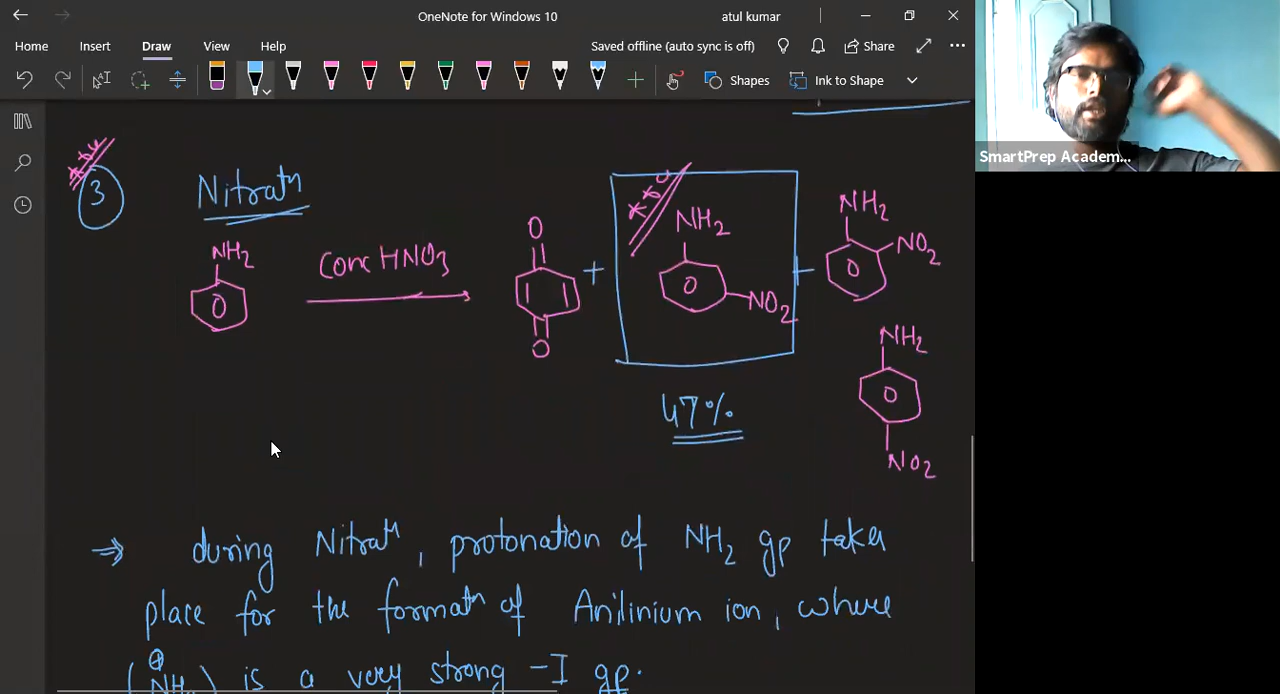 OneNote for Windows 10
atul kumar
Home Insert Draw View Help
Saved offline (auto sync is off)
Share
Shapes
Ink to Shape
SmartPrep Academ...
3
Nitratn
NH2
Conc HNO3
O
O
+
NH2
NO2
47%
+
NH2
NO2
NH2
NO2
⇒ during Nitratn, protonation of NH2 gp takes
place for the formatn of Anilinium ion, where
(NH ) is a very strong -I gp.